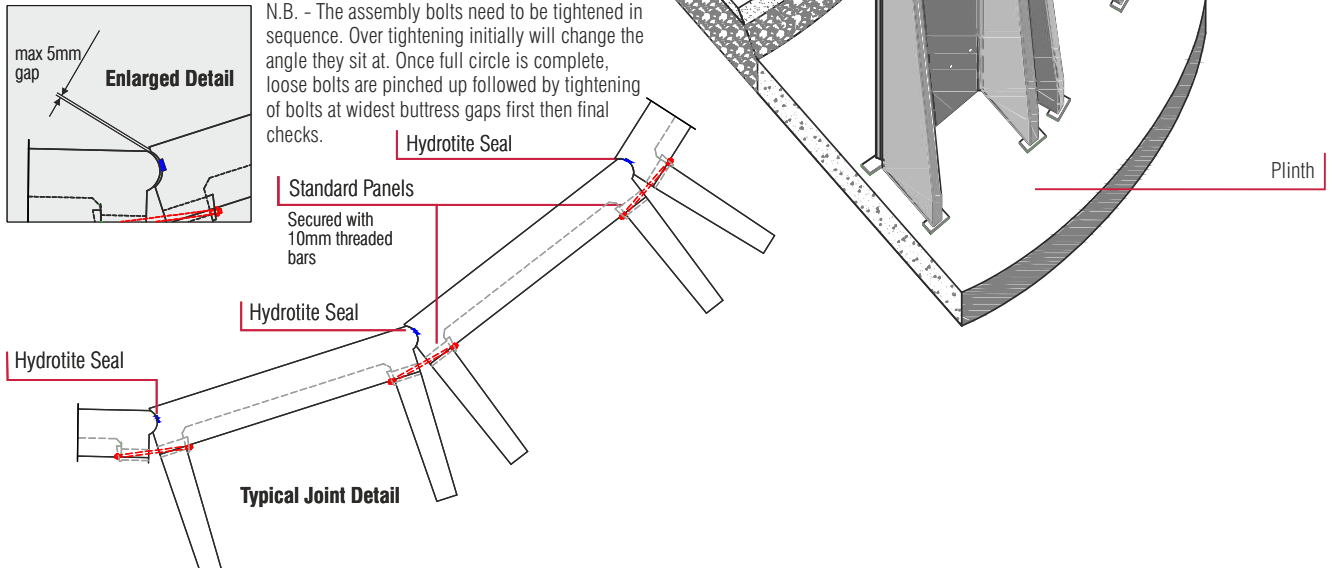 max 5mm
gap
Enlarged Detail
N.B. - The assembly bolts need to be tightened in
sequence. Over tightening initially will change the
angle they sit at. Once full circle is complete,
loose bolts are pinched up followed by tightening
of bolts at widest buttress gaps first then final
checks.
Hydrotite Seal
Standard Panels
Secured with
10mm threaded
bars
Hydrotite Seal
Hydrotite Seal
Typical Joint Detail
Plinth